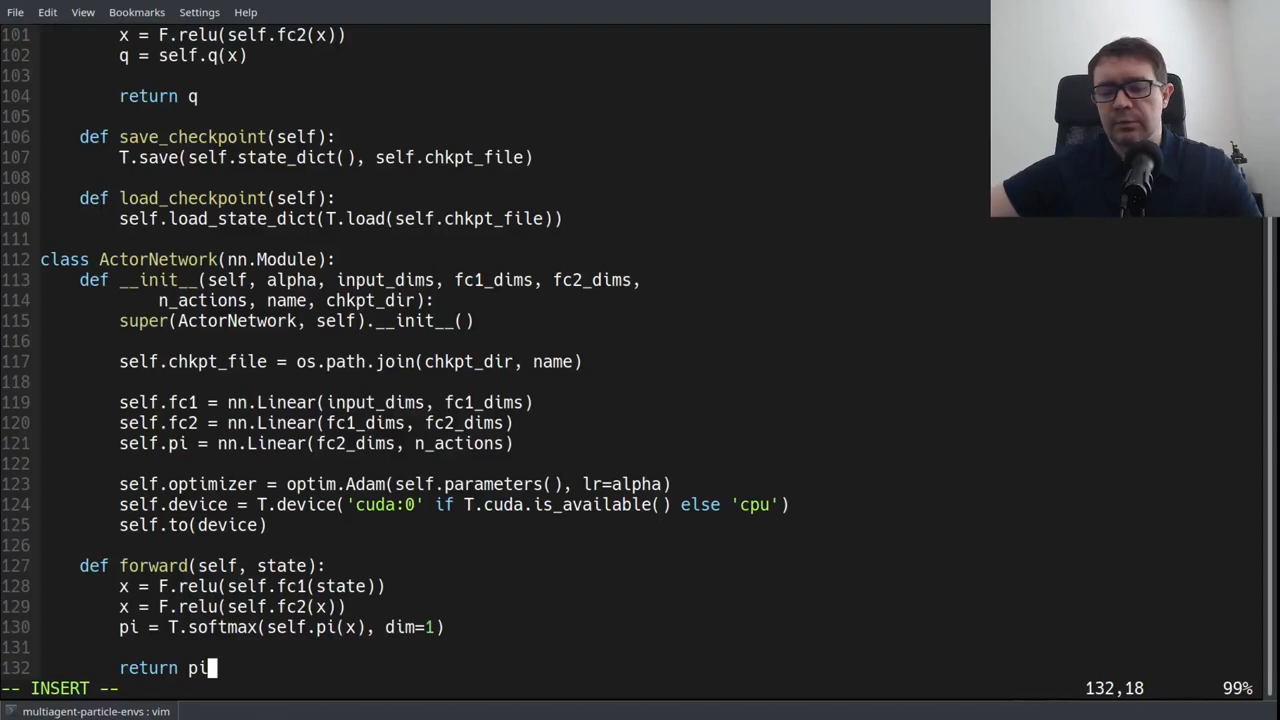 File Edit View Bookmarks Settings Help
101 x = F.relu(self.fc2(x))
102 q = self.q(x)
103
104 return q
105
106 def save_checkpoint(self):
107 T.save(self.state_dict(), self.chkpt_file)
108
109 def load_checkpoint(self):
110 self.load_state_dict(T.load(self.chkpt_file))
111
112 class ActorNetwork(nn.Module):
113 def __init__(self, alpha, input_dims, fc1_dims, fc2_dims,
114 n_actions, name, chkpt_dir):
115 super(ActorNetwork, self).__init__()
116
117 self.chkpt_file = os.path.join(chkpt_dir, name)
118
119 self.fc1 = nn.Linear(input_dims, fc1_dims)
120 self.fc2 = nn.Linear(fc1_dims, fc2_dims)
121 self.pi = nn.Linear(fc2_dims, n_actions)
122
123 self.optimizer = optim.Adam(self.parameters(), lr=alpha)
124 self.device = T.device('cuda:0' if T.cuda.is_available() else 'cpu')
125 self.to(device)
126
127 def forward(self, state):
128 x = F.relu(self.fc1(state))
129 x = F.relu(self.fc2(x))
130 pi = T.softmax(self.pi(x), dim=1)
131
132 return pi
-- INSERT -- 132,18 99%
multiagent-particle-envs : vim